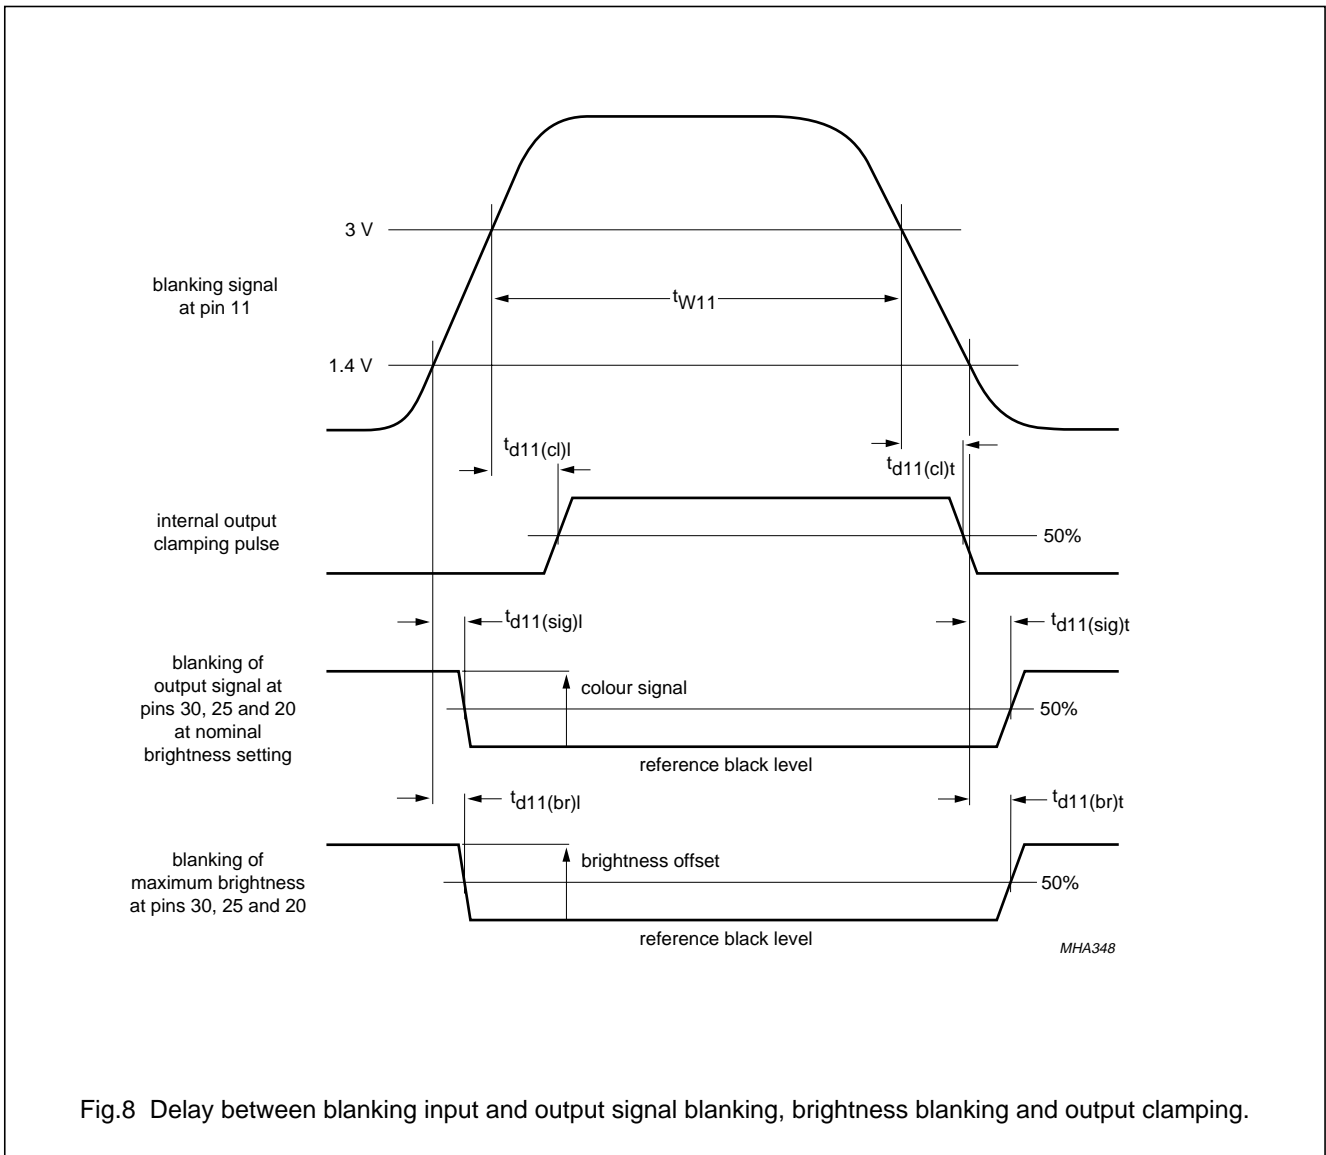 3 V
blanking signal
at pin 11
tW11
1.4 V
td11(cl)l
td11(cl)t
internal output
clamping pulse
50%
td11(sig)l
td11(sig)t
blanking of
output signal at
pins 30, 25 and 20
at nominal
brightness setting
colour signal
50%
reference black level
td11(br)l
td11(br)t
blanking of
maximum brightness
at pins 30, 25 and 20
brightness offset
50%
reference black level
MHA348
Fig.8 Delay between blanking input and output signal blanking, brightness blanking and output clamping.